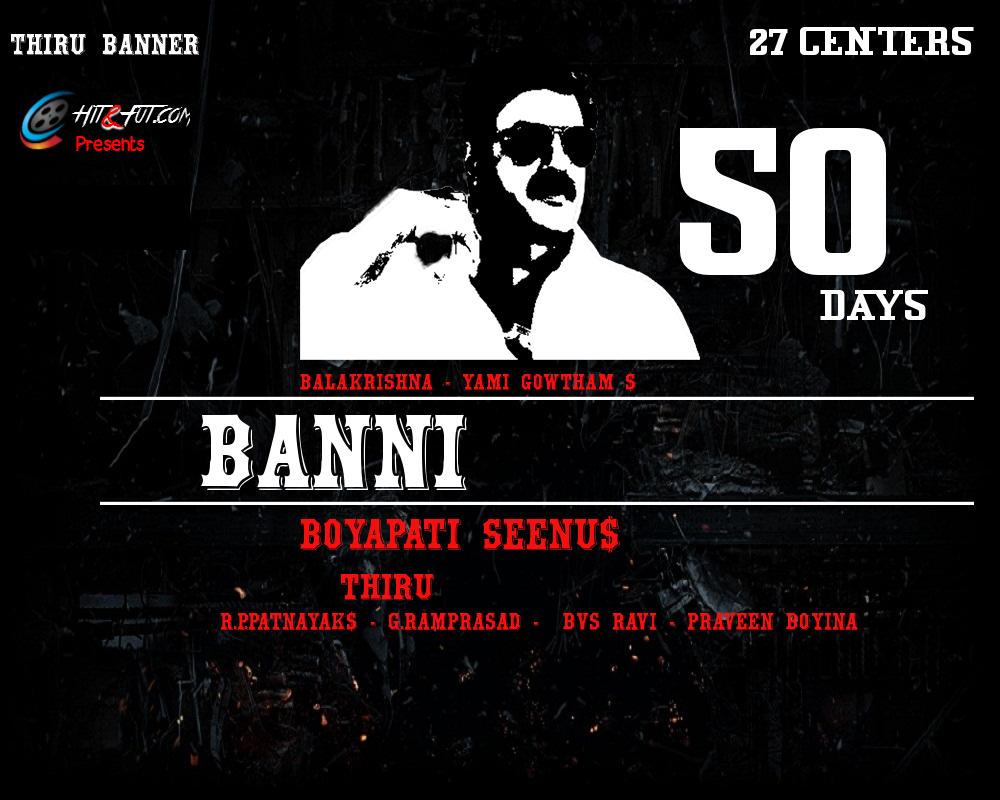 THIRU BANNER
27 CENTERS
HIT&FUT.COM
Presents
50
DAYS
BALAKRISHNA - YAMI GOWTHAM $
BANNI
BOYAPATI SEENU$
THIRU
R.P.PATNAYAK$ - G.RAMPRASAD - BVS RAVI - PRAVEEN BOYINA